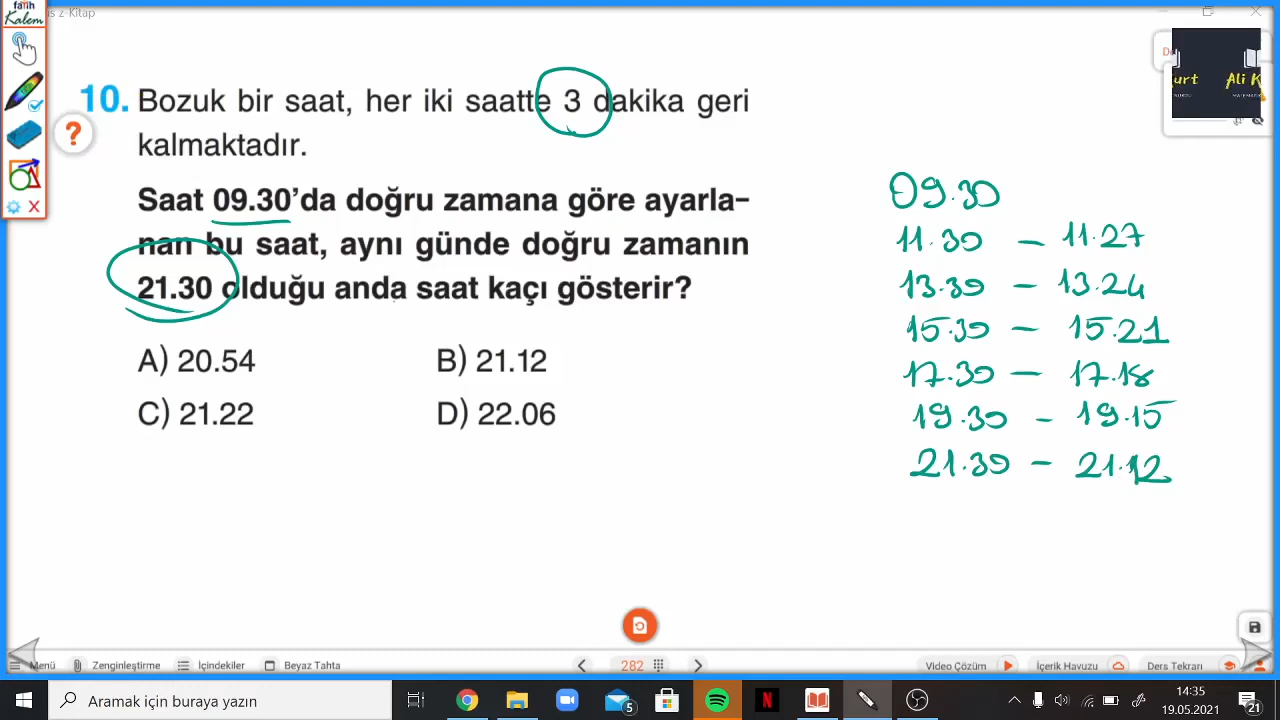 fatih
Kalem
is z-Kitap
10. Bozuk bir saat, her iki saatte 3 dakika geri
kalmaktadır.
Saat 09.30'da doğru zamana göre ayarla-
nan bu saat, aynı günde doğru zamanın
21.30 olduğu anda saat kaçı gösterir?
A) 20.54
B) 21.12
C) 21.22
D) 22.06
?
09.30
11.30 - 11.27
13.30 - 13.24
15.30 - 15.21
17.30 - 17.18
19.30 - 19.15
21.30 - 21.12
urt
Ali K
Menü
Zenginleştirme
İçindekiler
Beyaz Tahta
282
Video Çözüm
İçerik Havuzu
Ders Tekrarı
Aramak için buraya yazın
5
N
14:35
19.05.2021
21